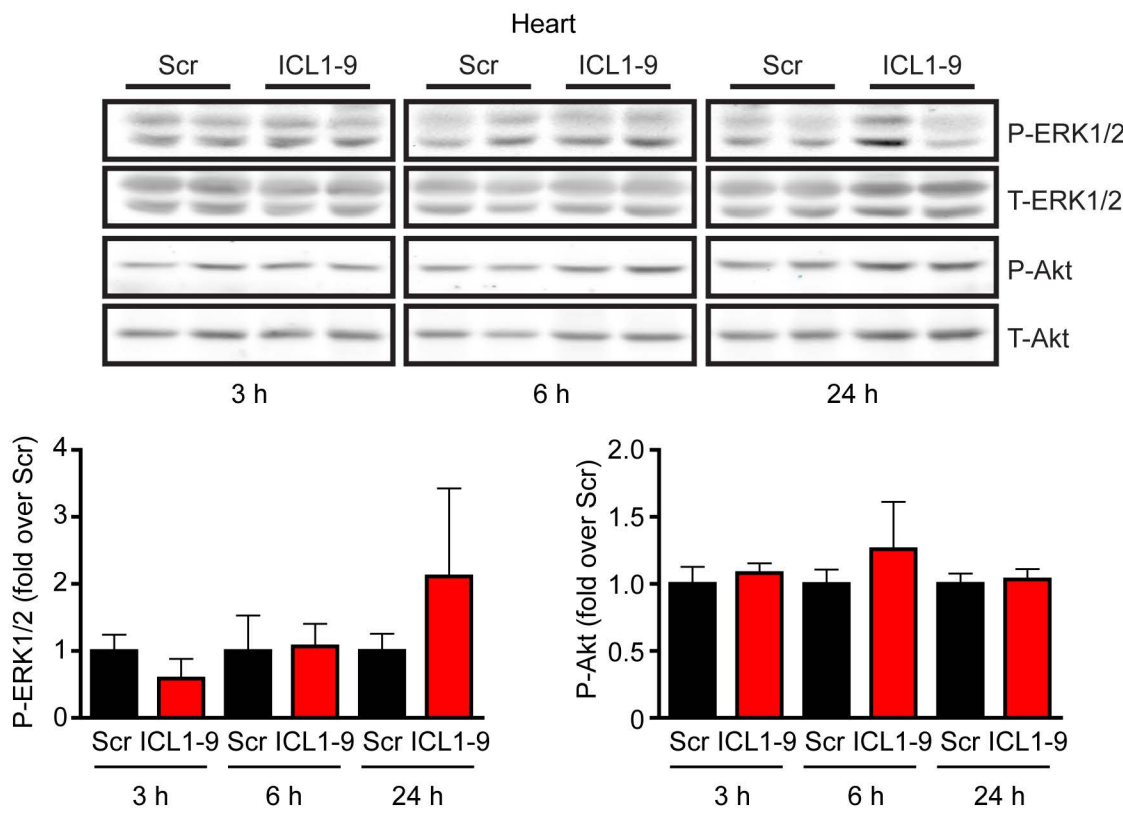 Heart
Scr ICL1-9 Scr ICL1-9 Scr ICL1-9
P-ERK1/2
T-ERK1/2
P-Akt
T-Akt
3 h 6 h 24 h
P-ERK1/2 (fold over Scr)
4
3
2
1
0
Scr ICL1-9 Scr ICL1-9 Scr ICL1-9
3 h 6 h 24 h
P-Akt (fold over Scr)
2.0
1.5
1.0
0.5
0
Scr ICL1-9 Scr ICL1-9 Scr ICL1-9
3 h 6 h 24 h